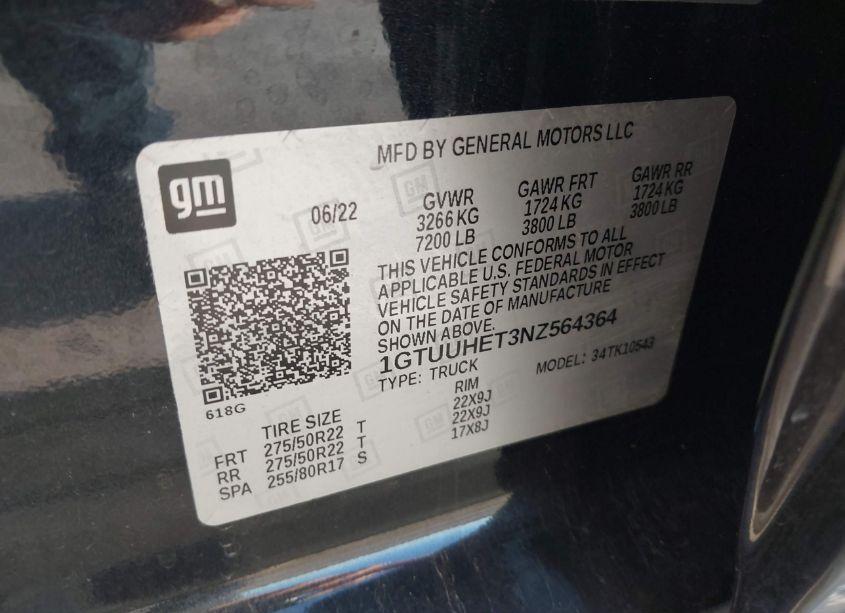 gm
MFD BY GENERAL MOTORS LLC
06/22
GVWR GAWR FRT GAWR RR
3266 KG 1724 KG 1724 KG
7200 LB 3800 LB 3800 LB
THIS VEHICLE CONFORMS TO ALL
APPLICABLE U.S. FEDERAL MOTOR
VEHICLE SAFETY STANDARDS IN EFFECT
ON THE DATE OF MANUFACTURE
SHOWN ABOVE.
1GTUUHET3NZ564364
TYPE: TRUCK MODEL: 34TK10543
618G
TIRE SIZE RIM
FRT 275/50R22 T 22X9J
RR 275/50R22 T 22X9J
SPA 255/80R17 S 17X8J